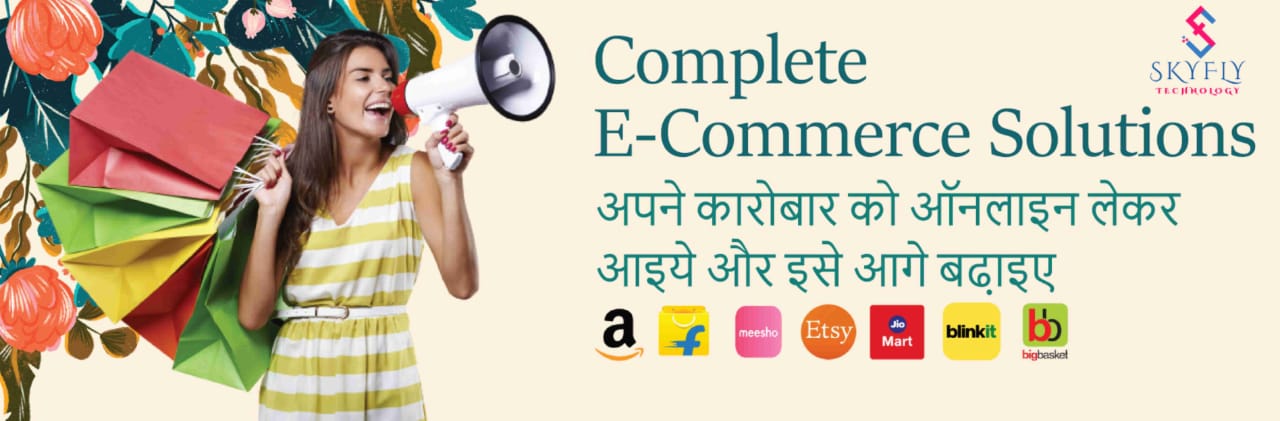 Complete
E-Commerce Solutions
SKYFLY
TECHNOLOGY
अपने कारोबार को ऑनलाइन लेकर
आइये और इसे आगे बढ़ाइए
a
f
meesho
Etsy
Jio
Mart
blinkit
bb
bigbasket